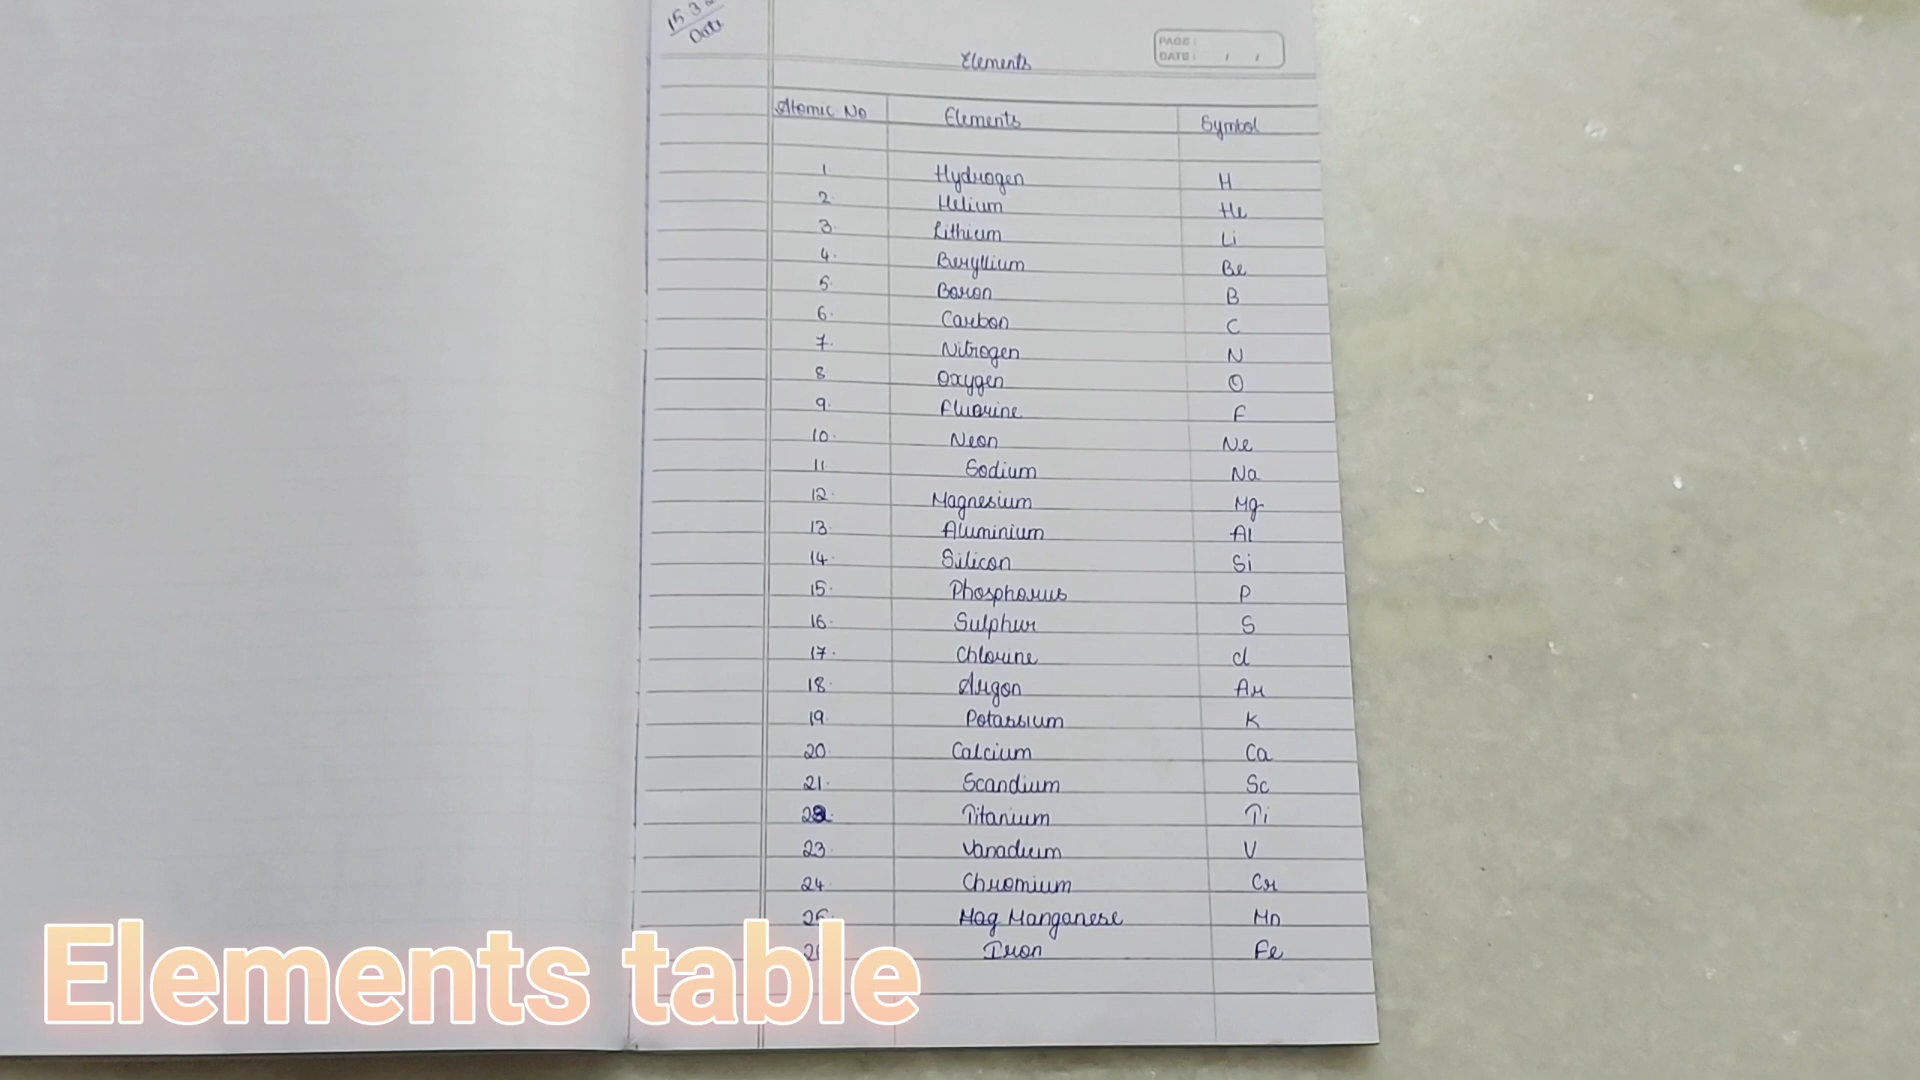 15 3
Date
PAGE :
DATE : / /
Elements
Atomic No Elements Symbol
1. Hydrogen H
2. Helium He
3. Lithium Li
4. Beryllium Be
5. Boron B
6. Carbon C
7. Nitrogen N
8 Oxygen O
9. Fluorine F
10. Neon Ne
11. Sodium Na
12. Magnesium Mg
13. Aluminium Al
14. Silicon Si
15. Phosphorus P
16. Sulphur S
17. Chlorine Cl
18. Argon Ar
19. Potassium K
20. Calcium Ca
21. Scandium Sc
22. Titanium Ti
23. Vanadium V
24. Chromium Cr
25. Mag Manganese Mn
Iron Fe
Elements table